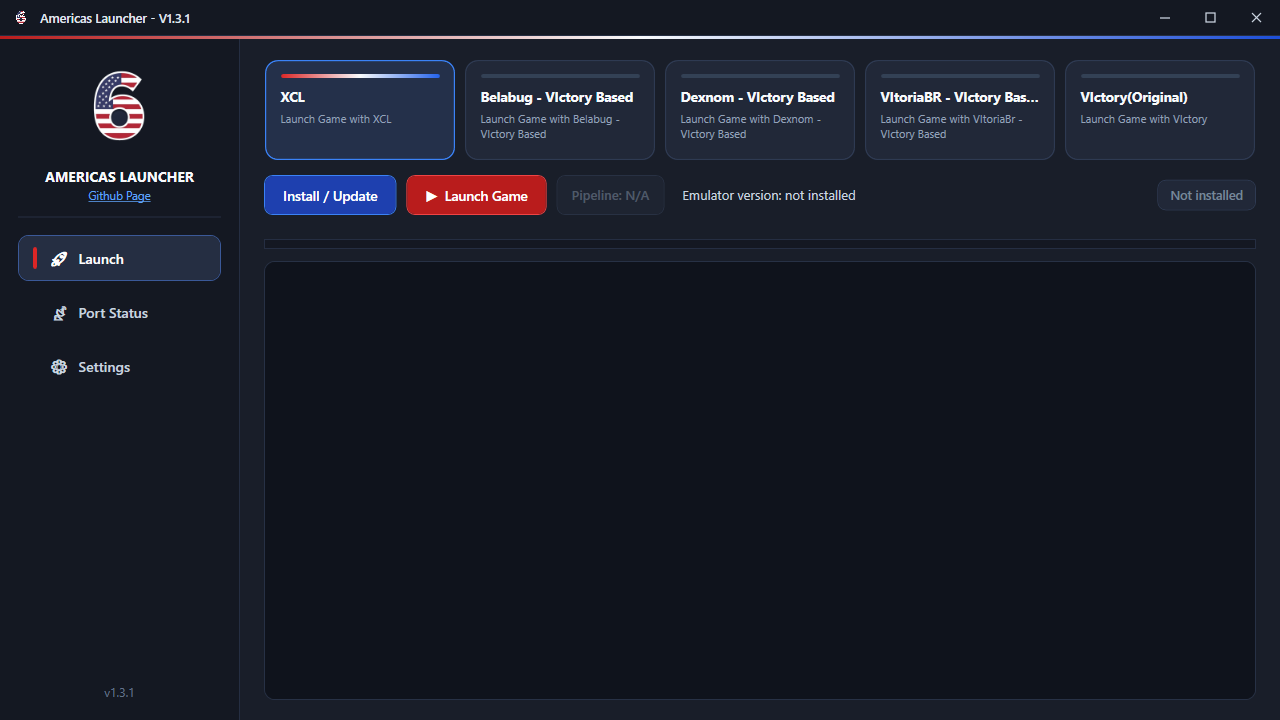 Americas Launcher - V1.3.1
AMERICAS LAUNCHER
Github Page
Launch
Port Status
Settings
v1.3.1
XCL
Launch Game with XCL
Belabug - VIctory Based
Launch Game with Belabug -
VIctory Based
Dexnom - VIctory Based
Launch Game with Dexnom -
VIctory Based
VItoriaBR - VIctory Bas...
Launch Game with VItoriaBr -
VIctory Based
VIctory(Original)
Launch Game with VIctory
Install / Update
▶ Launch Game
Pipeline: N/A
Emulator version: not installed
Not installed